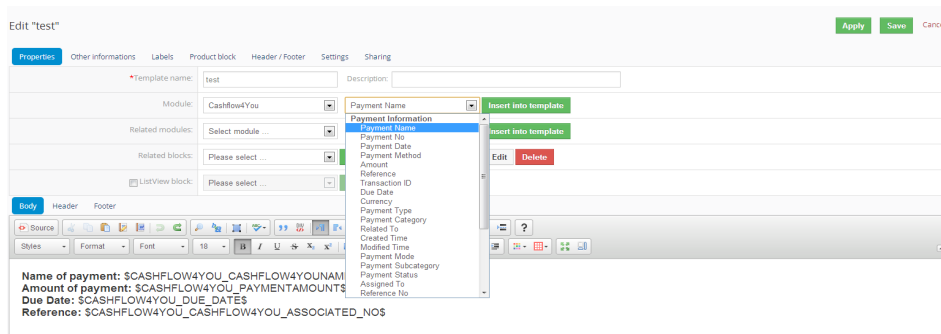 Edit "test"
Apply Save Cance
Properties Other informations Labels Product block Header / Footer Settings Sharing
*Template name: test Description:
Module: Cashflow4You Payment Name Insert into template
Related modules: Select module ... Insert into template
Related blocks: Please select ... Edit Delete
ListView block: Please select ...
Payment Information
Payment Name
Payment No
Payment Date
Payment Method
Amount
Reference
Transaction ID
Due Date
Currency
Payment Type
Payment Category
Related To
Created Time
Modified Time
Payment Mode
Payment Subcategory
Payment Status
Assigned To
Reference No
Body Header Footer
Source
Styles Format Font 18 B I U S X₂ X²
Name of payment: $CASHFLOW4YOU_CASHFLOW4YOUNAM
Amount of payment: $CASHFLOW4YOU_PAYMENTAMOUNT$
Due Date: $CASHFLOW4YOU_DUE_DATE$
Reference: $CASHFLOW4YOU_CASHFLOW4YOU_ASSOCIATED_NO$